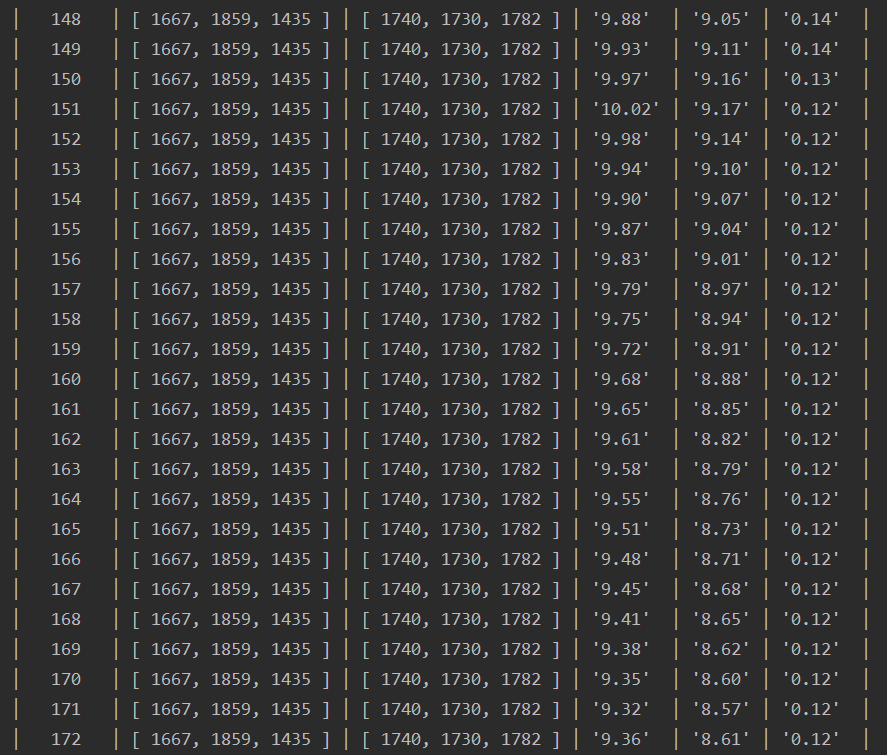 | 148 | [ 1667, 1859, 1435 ] | [ 1740, 1730, 1782 ] | '9.88' | '9.05' | '0.14' |
| 149 | [ 1667, 1859, 1435 ] | [ 1740, 1730, 1782 ] | '9.93' | '9.11' | '0.14' |
| 150 | [ 1667, 1859, 1435 ] | [ 1740, 1730, 1782 ] | '9.97' | '9.16' | '0.13' |
| 151 | [ 1667, 1859, 1435 ] | [ 1740, 1730, 1782 ] | '10.02' | '9.17' | '0.12' |
| 152 | [ 1667, 1859, 1435 ] | [ 1740, 1730, 1782 ] | '9.98' | '9.14' | '0.12' |
| 153 | [ 1667, 1859, 1435 ] | [ 1740, 1730, 1782 ] | '9.94' | '9.10' | '0.12' |
| 154 | [ 1667, 1859, 1435 ] | [ 1740, 1730, 1782 ] | '9.90' | '9.07' | '0.12' |
| 155 | [ 1667, 1859, 1435 ] | [ 1740, 1730, 1782 ] | '9.87' | '9.04' | '0.12' |
| 156 | [ 1667, 1859, 1435 ] | [ 1740, 1730, 1782 ] | '9.83' | '9.01' | '0.12' |
| 157 | [ 1667, 1859, 1435 ] | [ 1740, 1730, 1782 ] | '9.79' | '8.97' | '0.12' |
| 158 | [ 1667, 1859, 1435 ] | [ 1740, 1730, 1782 ] | '9.75' | '8.94' | '0.12' |
| 159 | [ 1667, 1859, 1435 ] | [ 1740, 1730, 1782 ] | '9.72' | '8.91' | '0.12' |
| 160 | [ 1667, 1859, 1435 ] | [ 1740, 1730, 1782 ] | '9.68' | '8.88' | '0.12' |
| 161 | [ 1667, 1859, 1435 ] | [ 1740, 1730, 1782 ] | '9.65' | '8.85' | '0.12' |
| 162 | [ 1667, 1859, 1435 ] | [ 1740, 1730, 1782 ] | '9.61' | '8.82' | '0.12' |
| 163 | [ 1667, 1859, 1435 ] | [ 1740, 1730, 1782 ] | '9.58' | '8.79' | '0.12' |
| 164 | [ 1667, 1859, 1435 ] | [ 1740, 1730, 1782 ] | '9.55' | '8.76' | '0.12' |
| 165 | [ 1667, 1859, 1435 ] | [ 1740, 1730, 1782 ] | '9.51' | '8.73' | '0.12' |
| 166 | [ 1667, 1859, 1435 ] | [ 1740, 1730, 1782 ] | '9.48' | '8.71' | '0.12' |
| 167 | [ 1667, 1859, 1435 ] | [ 1740, 1730, 1782 ] | '9.45' | '8.68' | '0.12' |
| 168 | [ 1667, 1859, 1435 ] | [ 1740, 1730, 1782 ] | '9.41' | '8.65' | '0.12' |
| 169 | [ 1667, 1859, 1435 ] | [ 1740, 1730, 1782 ] | '9.38' | '8.62' | '0.12' |
| 170 | [ 1667, 1859, 1435 ] | [ 1740, 1730, 1782 ] | '9.35' | '8.60' | '0.12' |
| 171 | [ 1667, 1859, 1435 ] | [ 1740, 1730, 1782 ] | '9.32' | '8.57' | '0.12' |
| 172 | [ 1667, 1859, 1435 ] | [ 1740, 1730, 1782 ] | '9.36' | '8.61' | '0.12' |